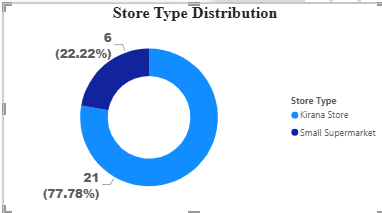 Store Type Distribution
6
(22.22%)
Store Type
Kirana Store
Small Supermarket
21
(77.78%)